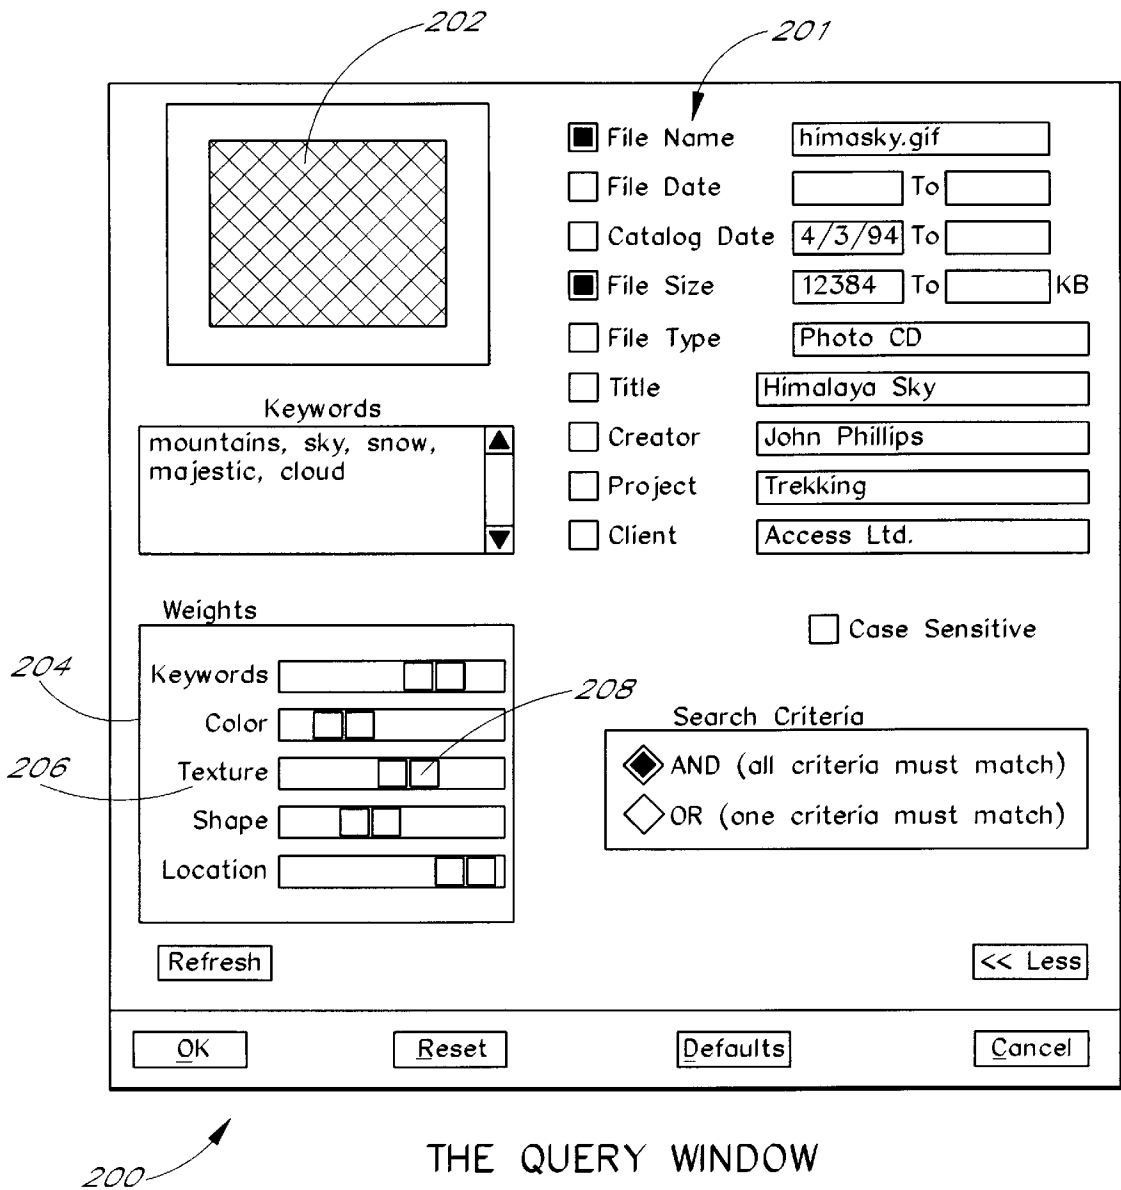 202
201
File Name himasky.gif
File Date To
Catalog Date 4/3/94 To
File Size 12384 To KB
File Type Photo CD
Title Himalaya Sky
Creator John Phillips
Project Trekking
Client Access Ltd.
Keywords
mountains, sky, snow,
majestic, cloud
Weights
Case Sensitive
204
Keywords
208
Color
206
Texture
Shape
Location
Search Criteria
AND (all criteria must match)
OR (one criteria must match)
Refresh
<< Less
OK Reset Defaults Cancel
200
THE QUERY WINDOW